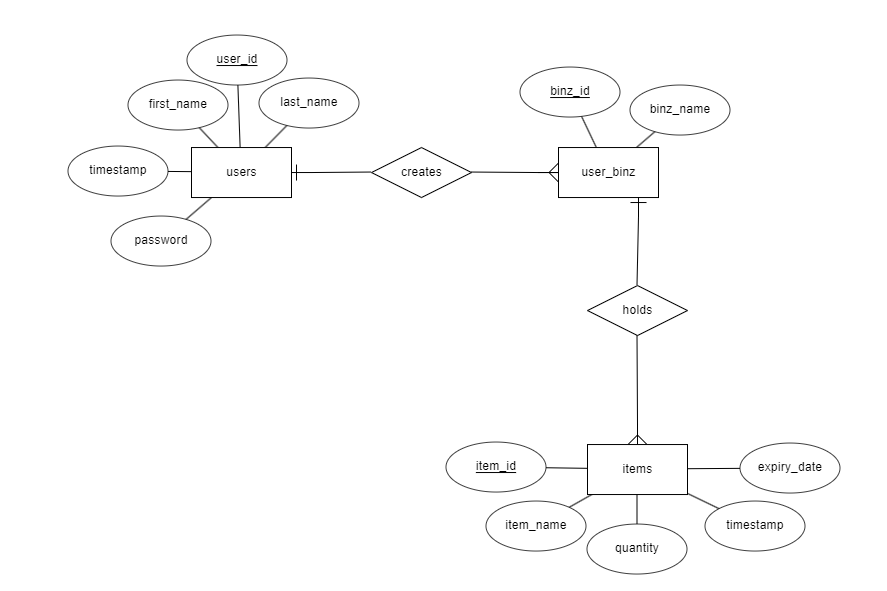 user_id
first_name
last_name
timestamp
users
password
creates
binz_id
binz_name
user_binz
holds
item_id
items
expiry_date
item_name
quantity
timestamp